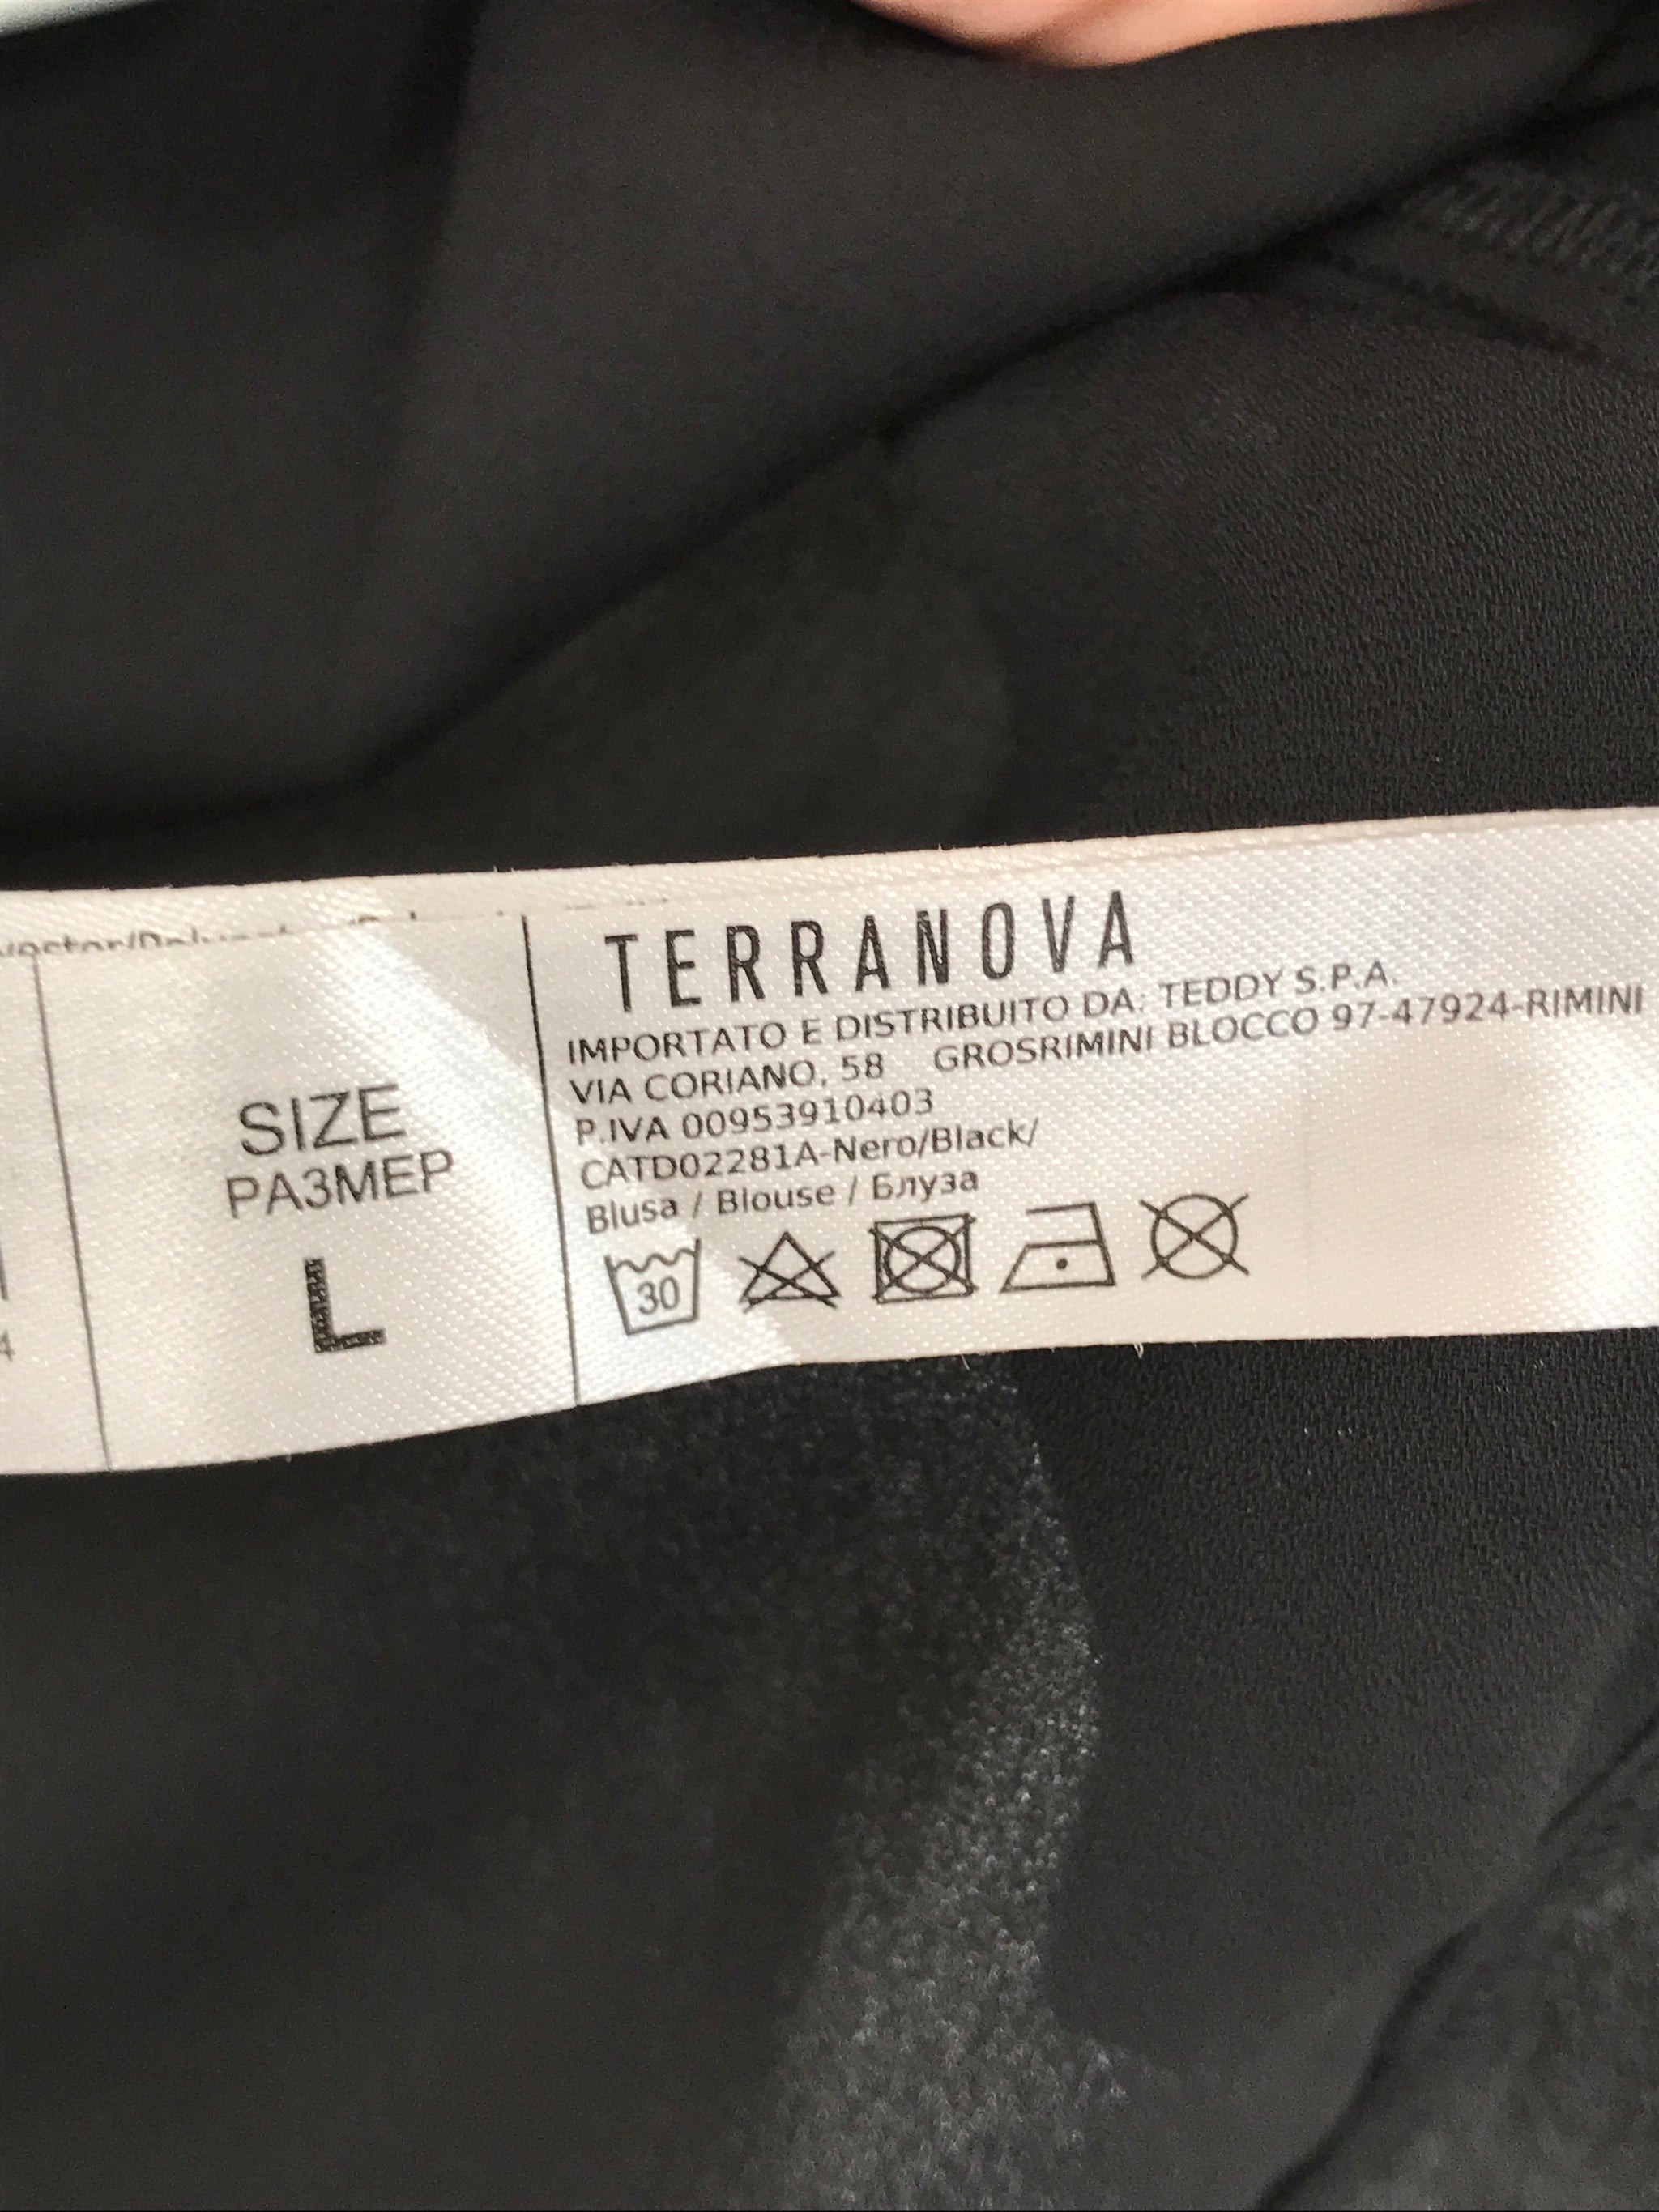 SIZE
РАЗМЕР
L
TERRANOVA
IMPORTATO E DISTRIBUITO DA: TEDDY S.P.A.
VIA CORIANO, 58 GROSRIMINI BLOCCO 97-47924-RIMINI
P.IVA 00953910403
CATD02281A-Nero/Black/
Blusa / Blouse / Блуза
30